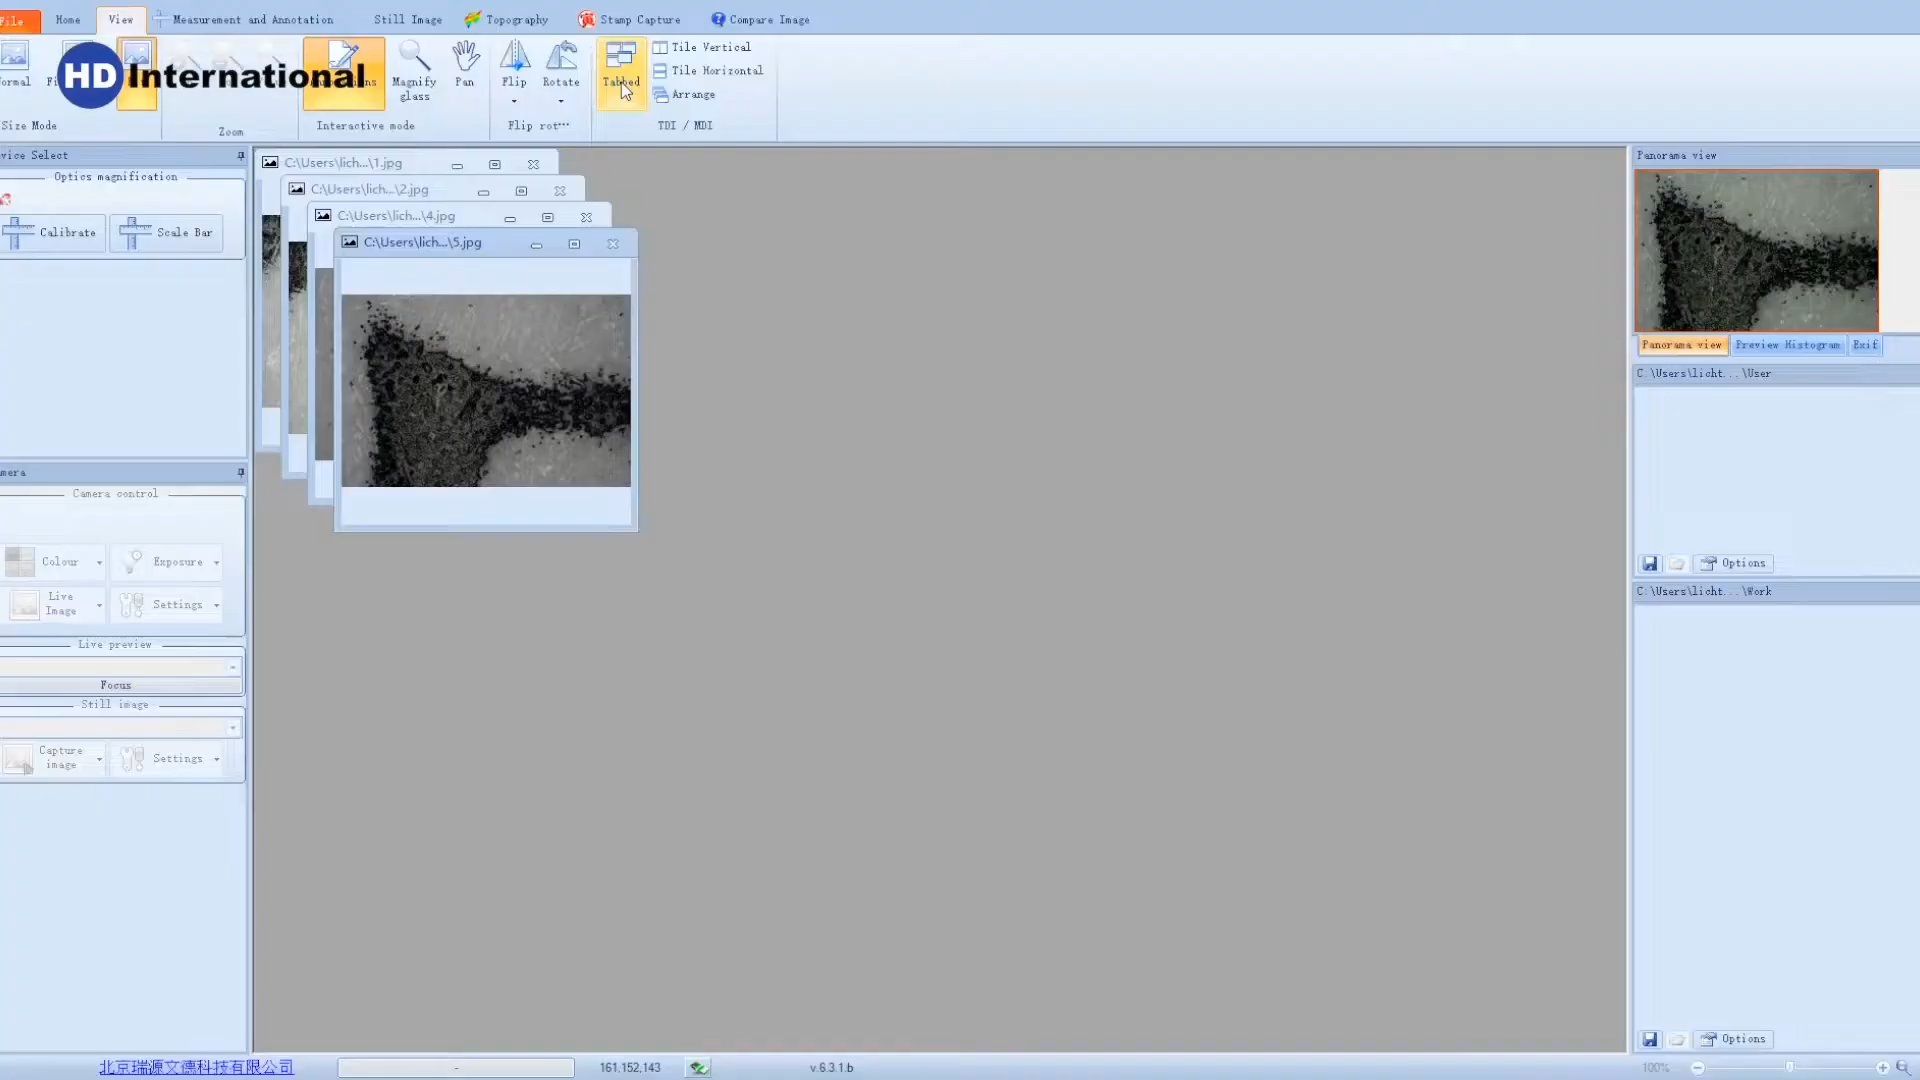 File Home View Measurement and Annotation Still Image Topography Stamp Capture Compare Image
HD International
Magnify glass
Pan
Flip
Rotate
Tabbed
Tile Vertical
Tile Horizontal
Arrange
Size Mode
Zoom
Interactive mode
Flip rot···
TDI / MDI
vice Select
Optics magnification
Calibrate
Scale Bar
C:\Users\lich...\1.jpg
C:\Users\lich...\2.jpg
C:\Users\lich...\4.jpg
C:\Users\lich...\5.jpg
mera
Camera control
Colour
Exposure
Live Image
Settings
Live preview
Focus
Still image
Capture image
Settings
Panorama view
Panorama view
Preview Histogram
Exif
C:\Users\licht...\User
Options
C:\Users\licht...\Work
Options
北京瑞源文德科技有限公司
-
161,152,143
v.6.3.1.b
100%